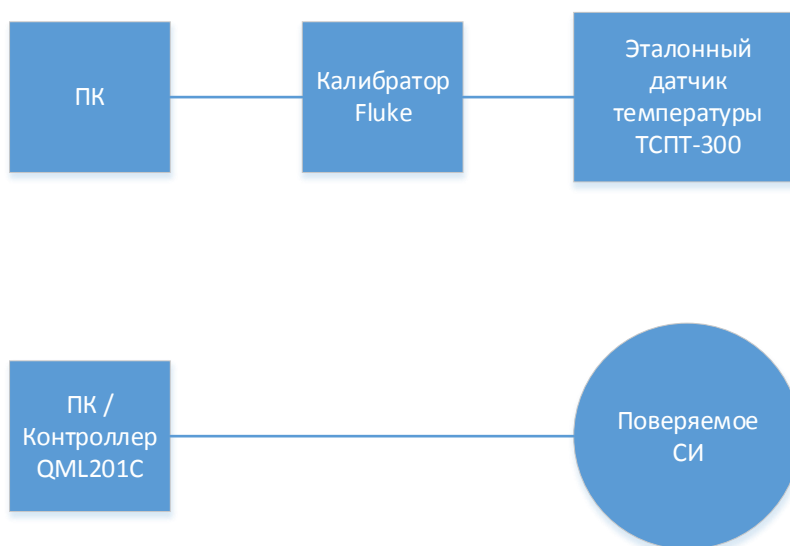 ПК
Калибратор
Fluke
Эталонный
датчик
температуры
ТСПТ-300
ПК /
Контроллер
QML201C
Поверяемое
СИ